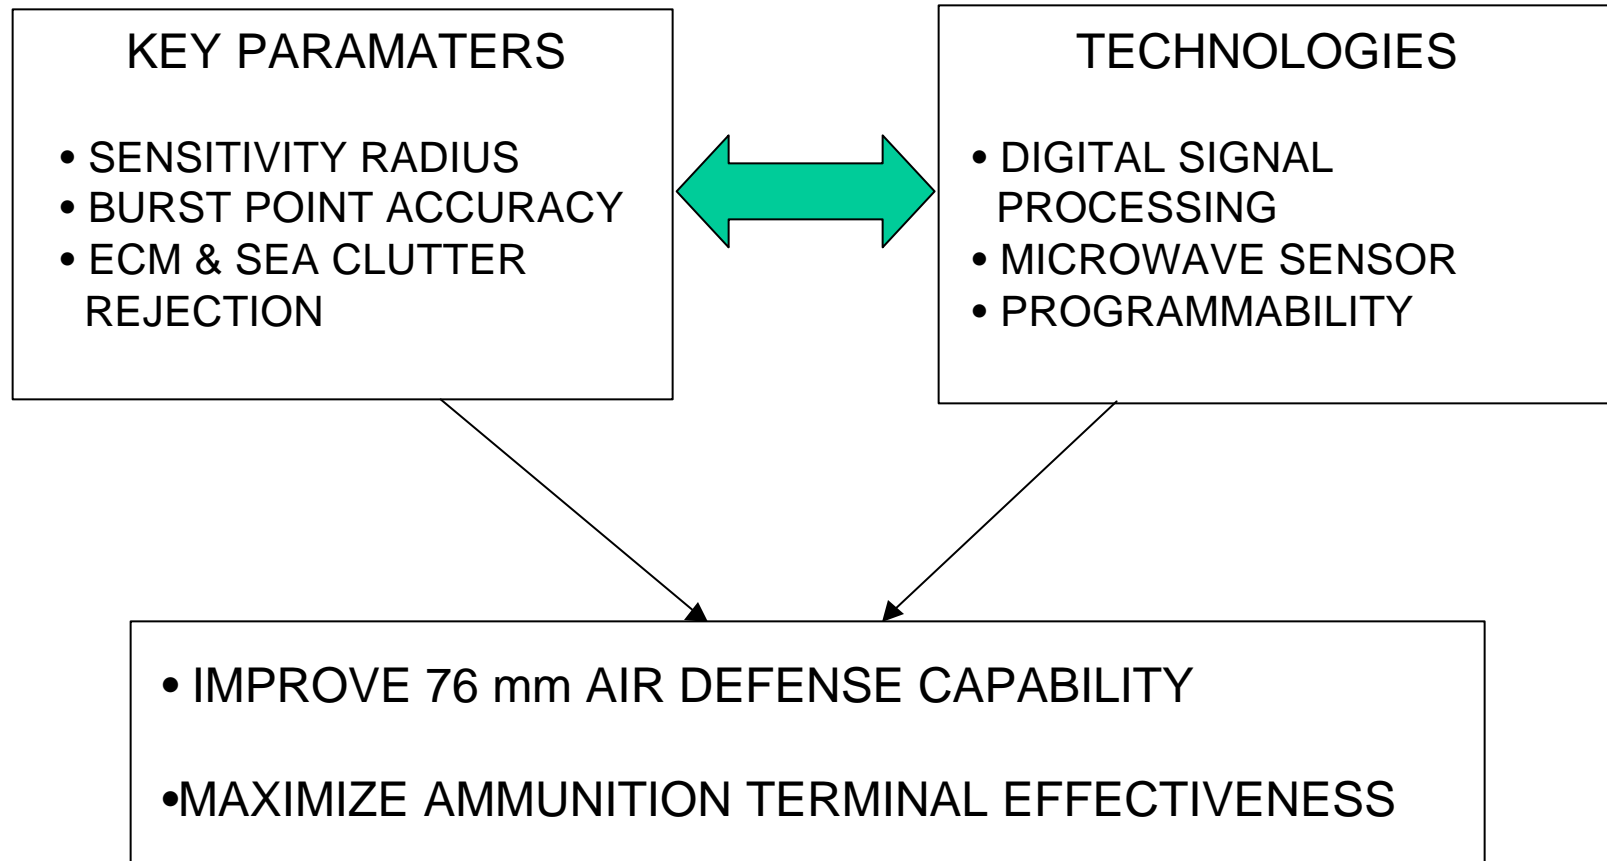 KEY PARAMATERS
• SENSITIVITY RADIUS
• BURST POINT ACCURACY
• ECM & SEA CLUTTER
REJECTION
TECHNOLOGIES
• DIGITAL SIGNAL
PROCESSING
• MICROWAVE SENSOR
• PROGRAMMABILITY
• IMPROVE 76 mm AIR DEFENSE CAPABILITY
•MAXIMIZE AMMUNITION TERMINAL EFFECTIVENESS